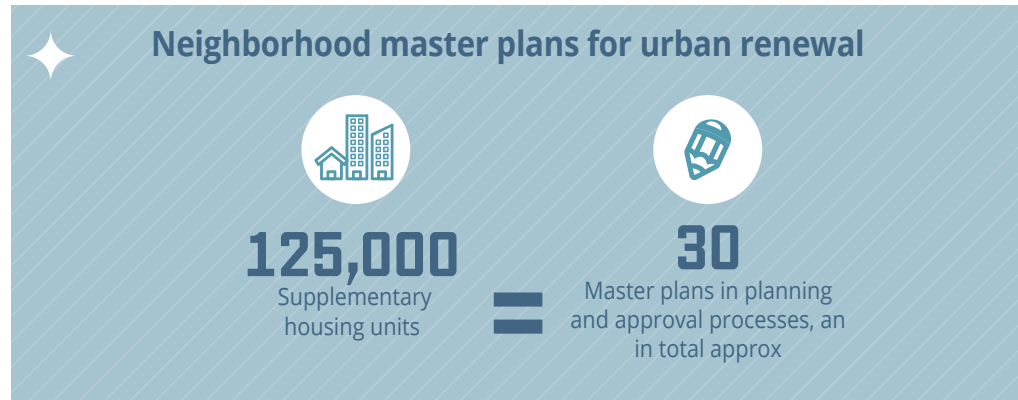 Neighborhood master plans for urban renewal
125,000
Supplementary
housing units
=
30
Master plans in planning
and approval processes, an
in total approx